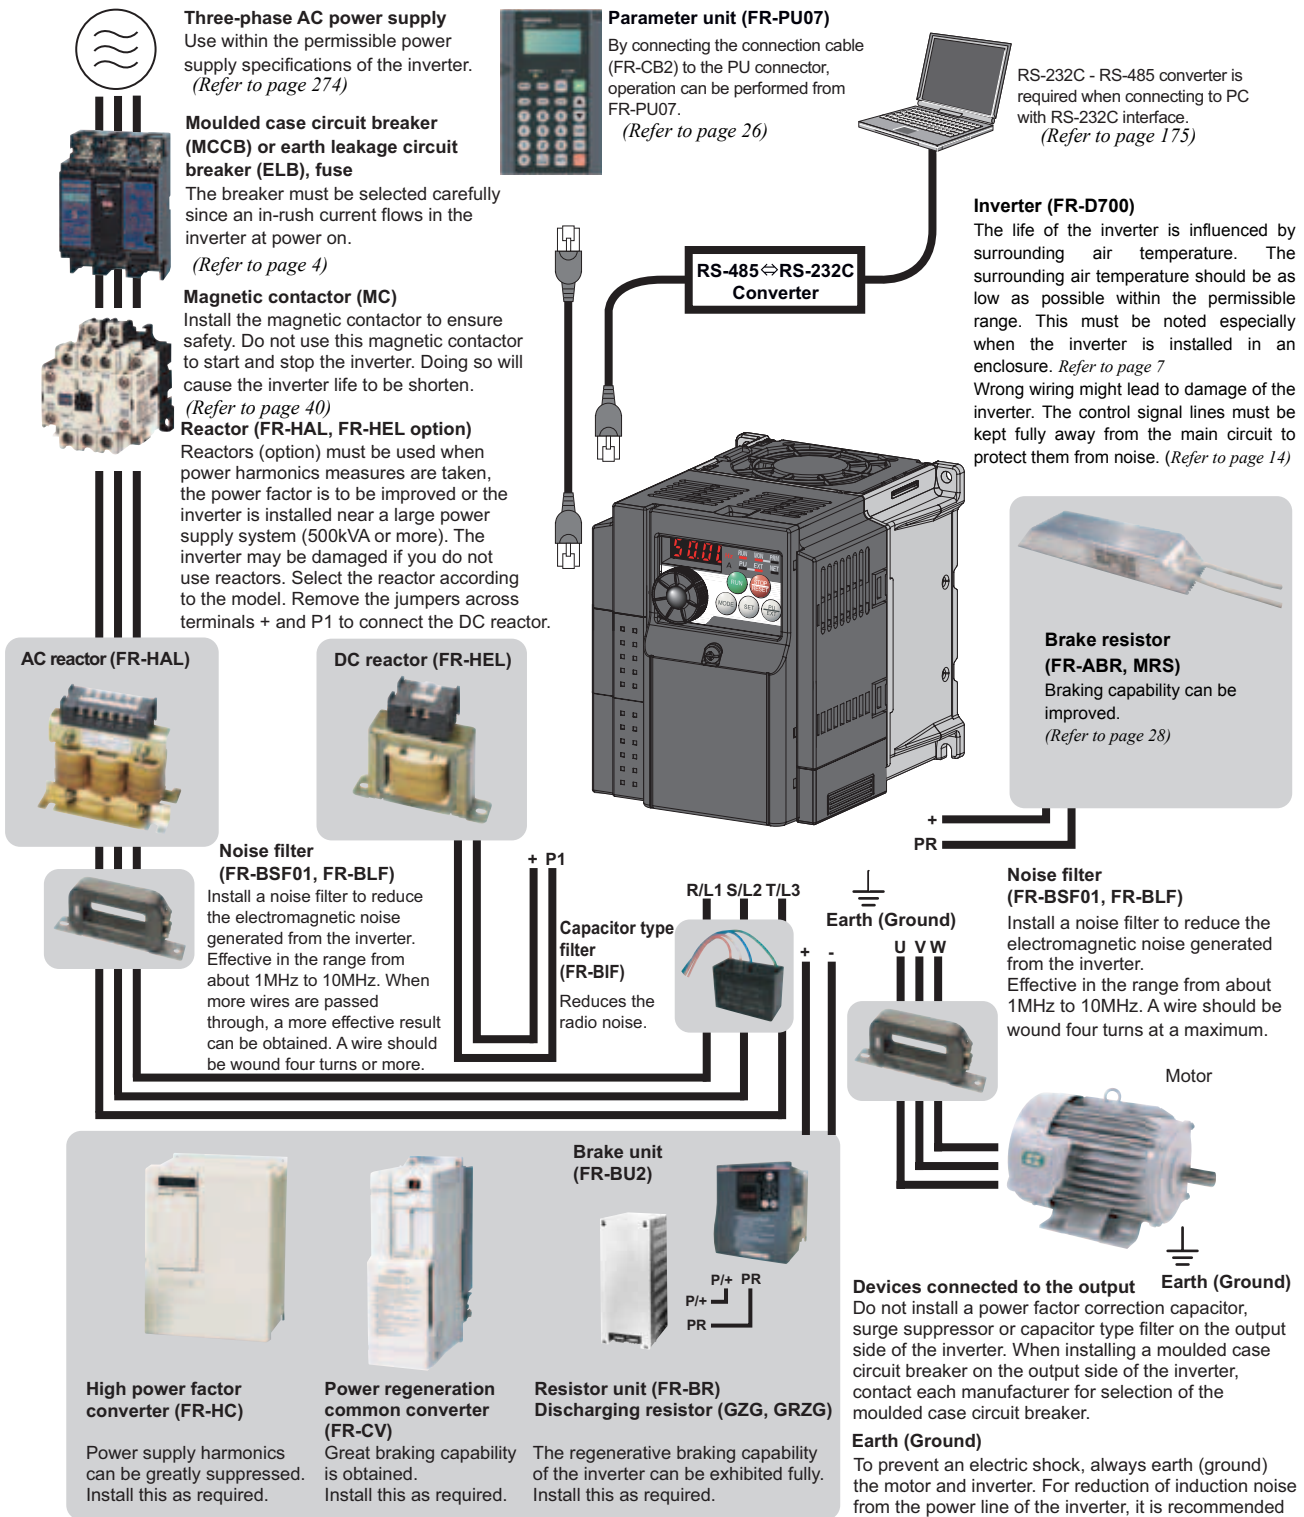 Three-phase AC power supply
Use within the permissible power
supply specifications of the inverter.
(Refer to page 274)
Moulded case circuit breaker
(MCCB) or earth leakage circuit
breaker (ELB), fuse
The breaker must be selected carefully
since an in-rush current flows in the
inverter at power on.
(Refer to page 4)
Magnetic contactor (MC)
Install the magnetic contactor to ensure
safety. Do not use this magnetic contactor
to start and stop the inverter. Doing so will
cause the inverter life to be shorten.
(Refer to page 40)
Reactor (FR-HAL, FR-HEL option)
Reactors (option) must be used when
power harmonics measures are taken,
the power factor is to be improved or the
inverter is installed near a large power
supply system (500kVA or more). The
inverter may be damaged if you do not
use reactors. Select the reactor according
to the model. Remove the jumpers across
terminals + and P1 to connect the DC reactor.
Parameter unit (FR-PU07)
By connecting the connection cable
(FR-CB2) to the PU connector,
operation can be performed from
FR-PU07.
(Refer to page 26)
RS-232C - RS-485 converter is
required when connecting to PC
with RS-232C interface.
(Refer to page 175)
RS-485⇔RS-232C
Converter
Inverter (FR-D700)
The life of the inverter is influenced by
surrounding air temperature. The
surrounding air temperature should be as
low as possible within the permissible
range. This must be noted especially
when the inverter is installed in an
enclosure. Refer to page 7
Wrong wiring might lead to damage of the
inverter. The control signal lines must be
kept fully away from the main circuit to
protect them from noise. (Refer to page 14)
RUN MON PRM
A PU EXT NET
RUN STOP
RESET
MODE SET PU
EXT
Brake resistor
(FR-ABR, MRS)
Braking capability can be
improved.
(Refer to page 28)
+
PR
AC reactor (FR-HAL)
DC reactor (FR-HEL)
Noise filter
(FR-BSF01, FR-BLF)
Install a noise filter to reduce
the electromagnetic noise
generated from the inverter.
Effective in the range from
about 1MHz to 10MHz. When
more wires are passed
through, a more effective result
can be obtained. A wire should
be wound four turns or more.
+ P1
Capacitor type
filter
(FR-BIF)
Reduces the
radio noise.
R/L1 S/L2 T/L3
+ -
Earth (Ground)
U V W
Noise filter
(FR-BSF01, FR-BLF)
Install a noise filter to reduce the
electromagnetic noise generated
from the inverter.
Effective in the range from about
1MHz to 10MHz. A wire should be
wound four turns at a maximum.
Motor
Earth (Ground)
Brake unit
(FR-BU2)
P/+ PR
P/+
PR
High power factor
converter (FR-HC)
Power supply harmonics
can be greatly suppressed.
Install this as required.
Power regeneration
common converter
(FR-CV)
Great braking capability
is obtained.
Install this as required.
Resistor unit (FR-BR)
Discharging resistor (GZG, GRZG)
The regenerative braking capability
of the inverter can be exhibited fully.
Install this as required.
Devices connected to the output
Do not install a power factor correction capacitor,
surge suppressor or capacitor type filter on the output
side of the inverter. When installing a moulded case
circuit breaker on the output side of the inverter,
contact each manufacturer for selection of the
moulded case circuit breaker.
Earth (Ground)
To prevent an electric shock, always earth (ground)
the motor and inverter. For reduction of induction noise
from the power line of the inverter, it is recommended